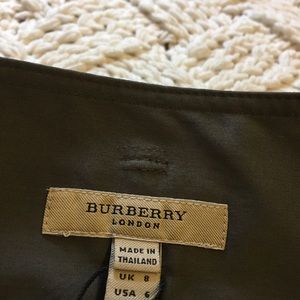 BURBERRY
LONDON
MADE IN
THAILAND
UK 8
USA 6